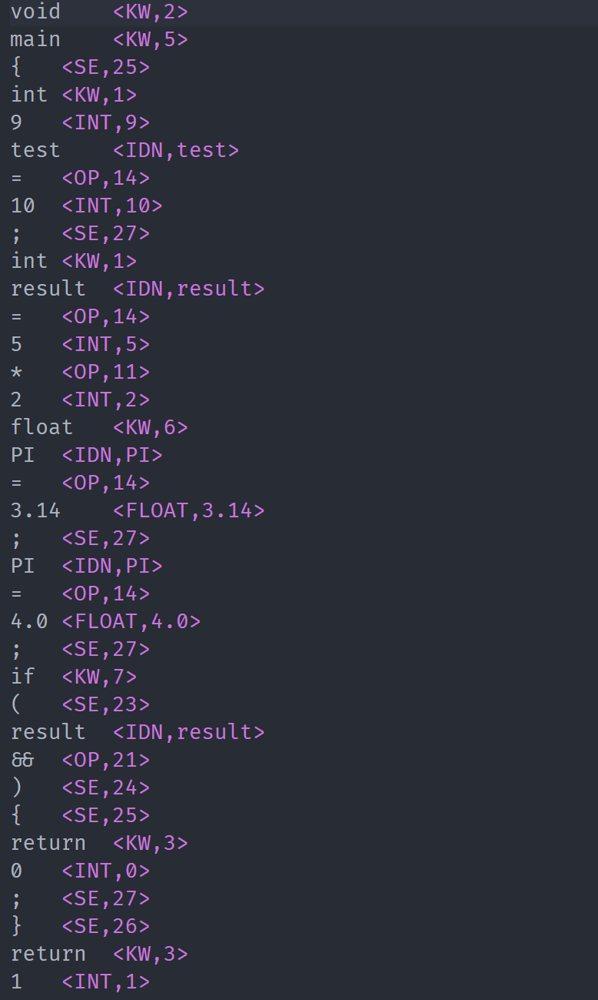 void	<KW,2>
main	<KW,5>
{	<SE,25>
int	<KW,1>
9	<INT,9>
test	<IDN,test>
=	<OP,14>
10	<INT,10>
;	<SE,27>
int	<KW,1>
result	<IDN,result>
=	<OP,14>
5	<INT,5>
*	<OP,11>
2	<INT,2>
float	<KW,6>
PI	<IDN,PI>
=	<OP,14>
3.14	<FLOAT,3.14>
;	<SE,27>
PI	<IDN,PI>
=	<OP,14>
4.0	<FLOAT,4.0>
;	<SE,27>
if	<KW,7>
(	<SE,23>
result	<IDN,result>
&&	<OP,21>
)	<SE,24>
{	<SE,25>
return	<KW,3>
0	<INT,0>
;	<SE,27>
}	<SE,26>
return	<KW,3>
1	<INT,1>